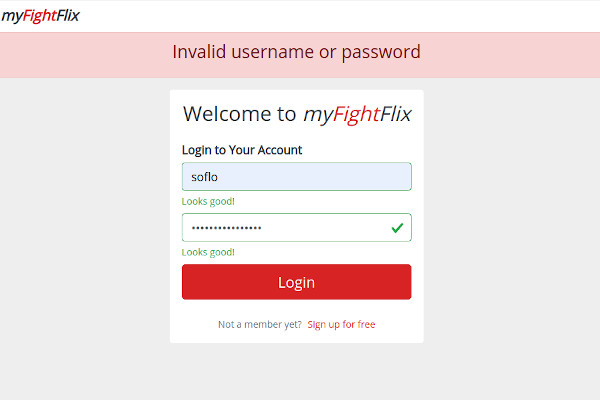 myFightFlix
Invalid username or password
Welcome to myFightFlix
Login to Your Account
soflo
Looks good!
••••••••••••••••
Looks good!
Login
Not a member yet? Sign up for free